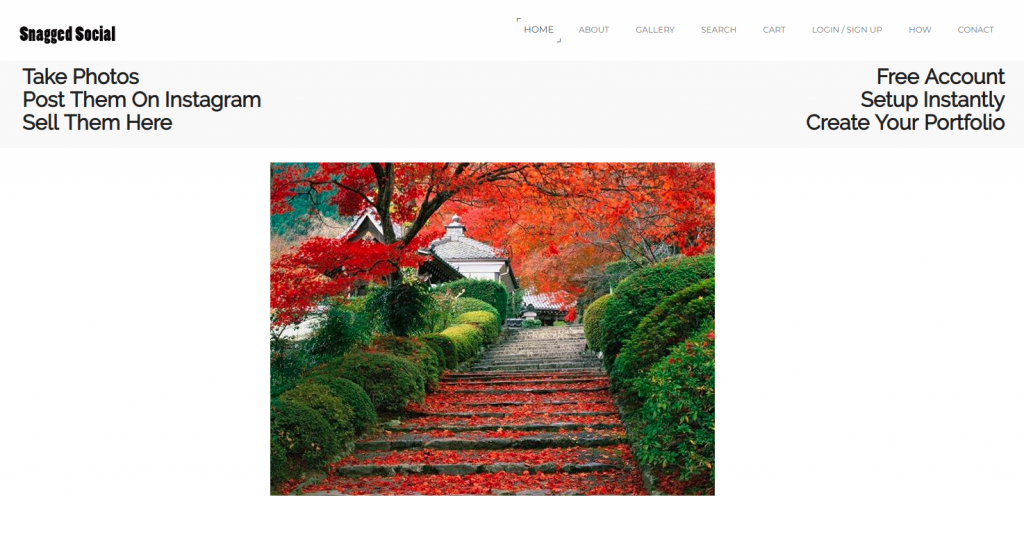 Snagged Social
HOME ABOUT GALLERY SEARCH CART LOGIN / SIGN UP HOW CONACT
Take Photos
Post Them On Instagram
Sell Them Here
Free Account
Setup Instantly
Create Your Portfolio